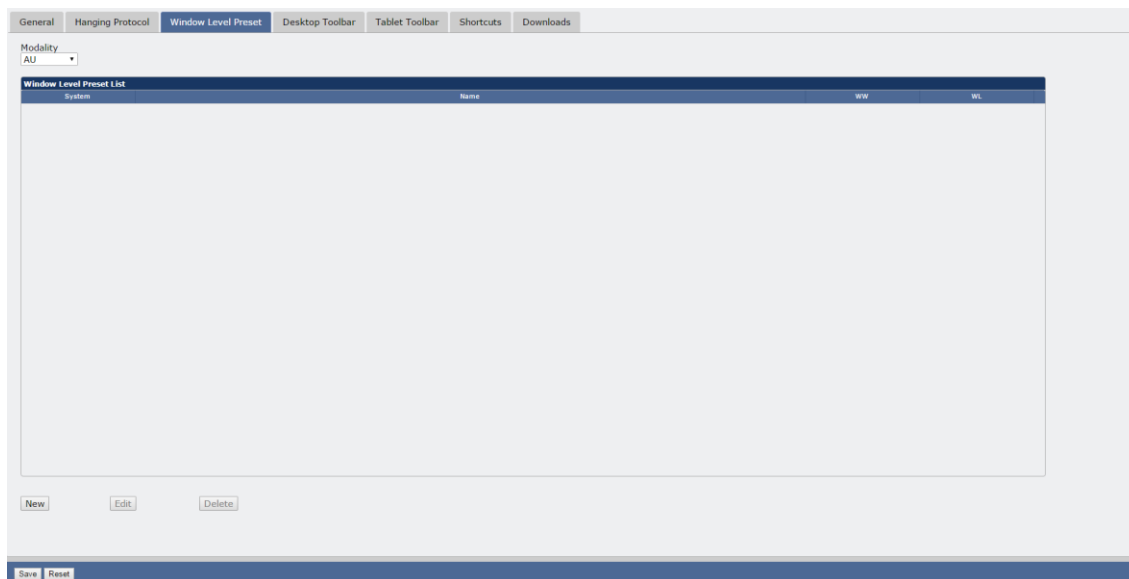 General Hanging Protocol Window Level Preset Desktop Toolbar Tablet Toolbar Shortcuts Downloads
Modality
AU
Window Level Preset List
System Name WW WL
New Edit Delete
Save Reset